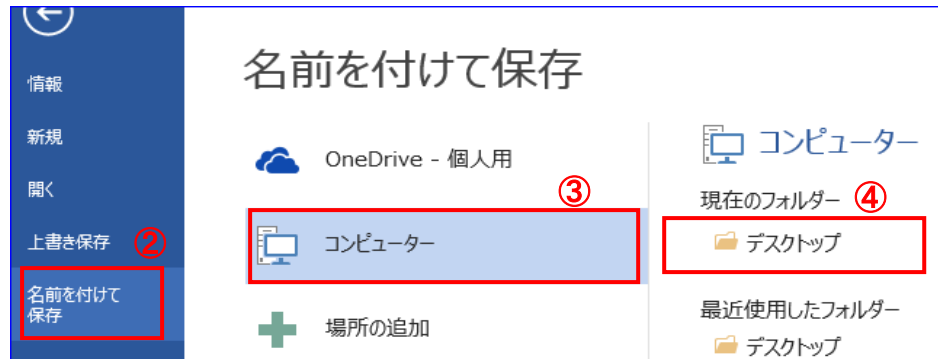 情報
新規
開く
上書き保存 ②
名前を付けて
保存
名前を付けて保存
OneDrive - 個人用
③
コンピューター
場所の追加
コンピューター
現在のフォルダー ④
デスクトップ
最近使用したフォルダー
デスクトップ